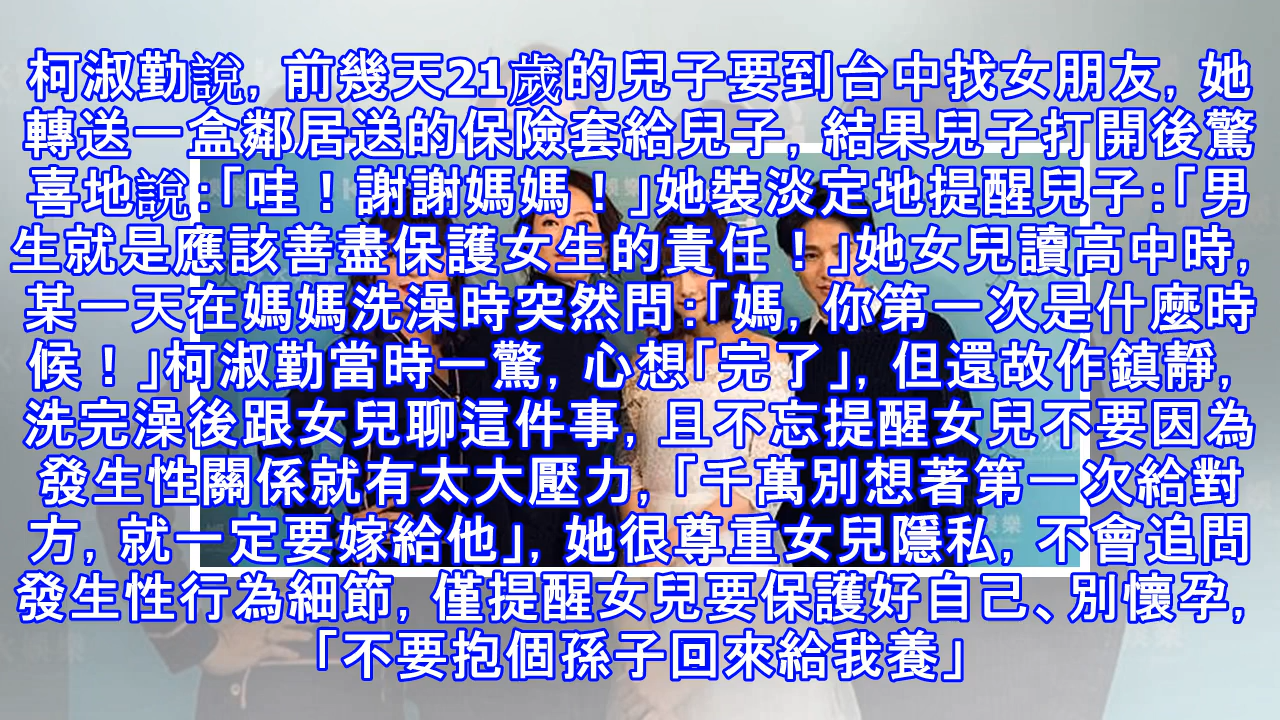 柯淑勤說, 前幾天21歲的兒子要到台中找女朋友, 她
轉送一盒鄰居送的保險套給兒子, 結果兒子打開後驚
喜地說:「哇！謝謝媽媽！」她裝淡定地提醒兒子:「男
生就是應該善盡保護女生的責任！」她女兒讀高中時,
某一天在媽媽洗澡時突然問:「媽, 你第一次是什麼時
候！」柯淑勤當時一驚, 心想「完了」, 但還故作鎮靜,
洗完澡後跟女兒聊這件事, 且不忘提醒女兒不要因為
發生性關係就有太大壓力,「千萬別想著第一次給對
方, 就一定要嫁給他」, 她很尊重女兒隱私, 不會追問
發生性行為細節, 僅提醒女兒要保護好自己、別懷孕,
「不要抱個孫子回來給我養」